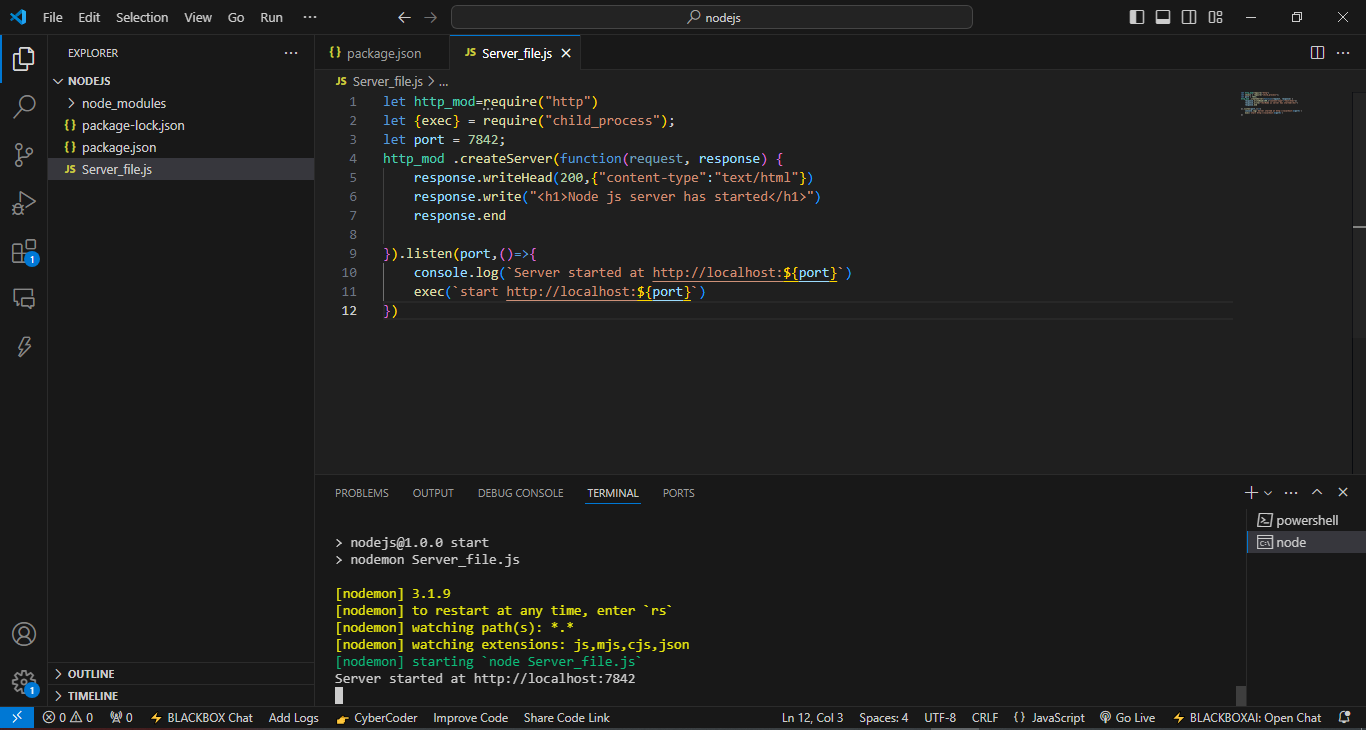 File Edit Selection View Go Run ···
nodejs
EXPLORER ···
NODEJS
node_modules
{} package-lock.json
{} package.json
JS Server_file.js
OUTLINE
TIMELINE
{} package.json
JS Server_file.js
JS Server_file.js > ...
1 let http_mod=require("http")
2 let {exec} = require("child_process");
3 let port = 7842;
4 http_mod .createServer(function(request, response) {
5 response.writeHead(200,{"content-type":"text/html"})
6 response.write("<h1>Node js server has started</h1>")
7 response.end
8
9 }).listen(port,()=>{
10 console.log(`Server started at http://localhost:${port}`)
11 exec(`start http://localhost:${port}`)
12 })
PROBLEMS OUTPUT DEBUG CONSOLE TERMINAL PORTS
> nodejs@1.0.0 start
> nodemon Server_file.js
[nodemon] 3.1.9
[nodemon] to restart at any time, enter `rs`
[nodemon] watching path(s): *.*
[nodemon] watching extensions: js,mjs,cjs,json
[nodemon] starting `node Server_file.js`
Server started at http://localhost:7842
powershell
node
1
1
0 0 0 BLACKBOX Chat Add Logs CyberCoder Improve Code Share Code Link Ln 12, Col 3 Spaces: 4 UTF-8 CRLF {} JavaScript Go Live BLACKBOXAI: Open Chat